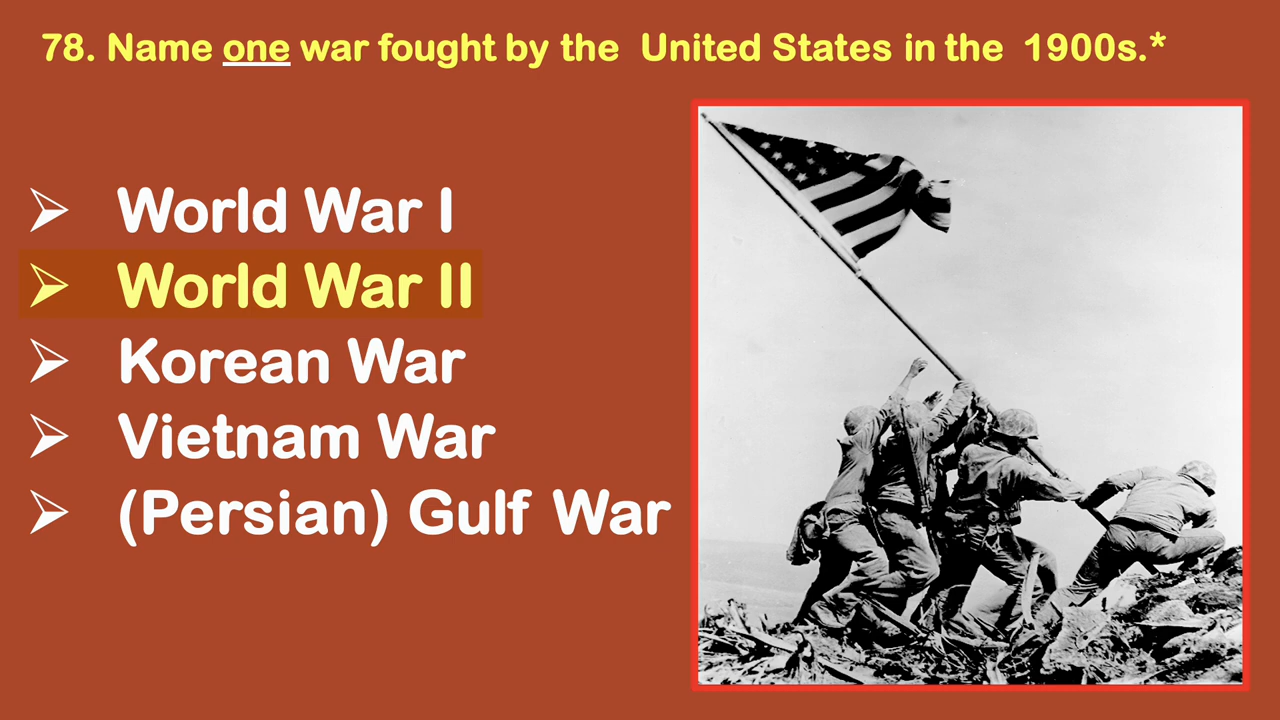 78. Name one war fought by the United States in the 1900s.*
World War I
World War II
Korean War
Vietnam War
(Persian) Gulf War